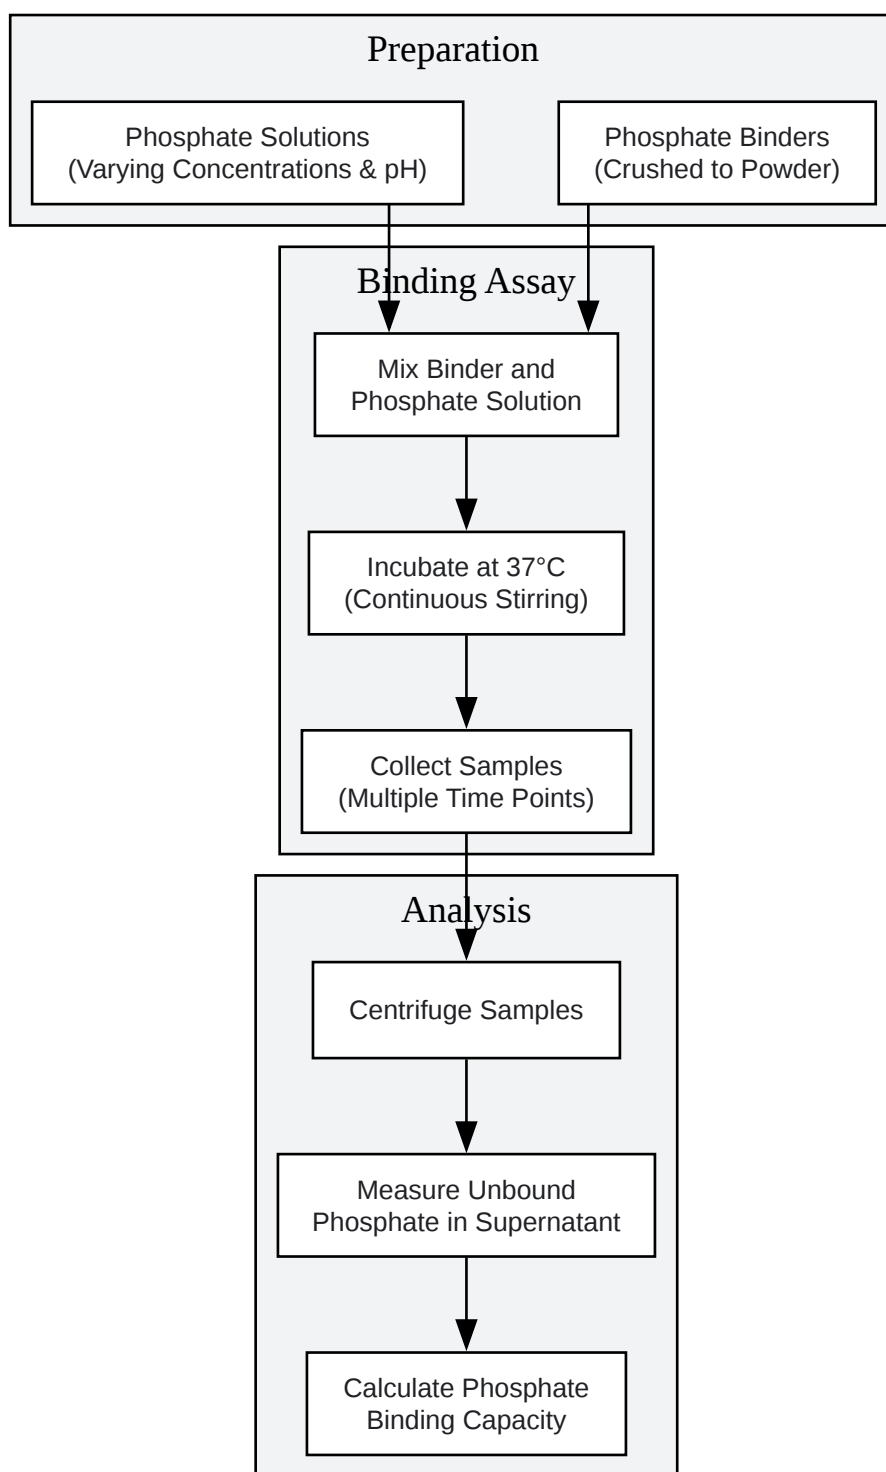 Preparation
Phosphate Solutions
(Varying Concentrations & pH)
Phosphate Binders
(Crushed to Powder)
Binding Assay
Mix Binder and
Phosphate Solution
Incubate at 37°C
(Continuous Stirring)
Collect Samples
(Multiple Time Points)
Analysis
Centrifuge Samples
Measure Unbound
Phosphate in Supernatant
Calculate Phosphate
Binding Capacity